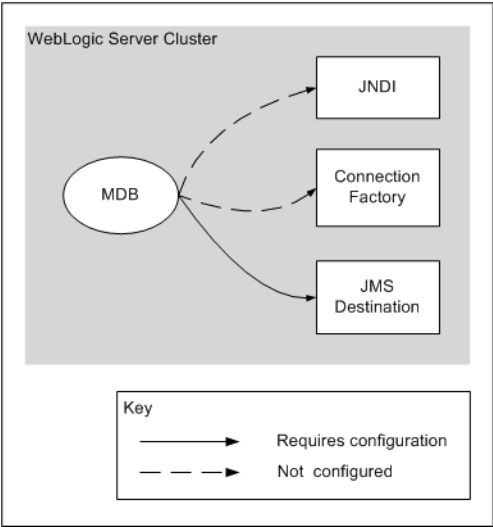 WebLogic Server Cluster
JNDI
MDB
Connection
Factory
JMS
Destination
Key
Requires configuration
Not configured